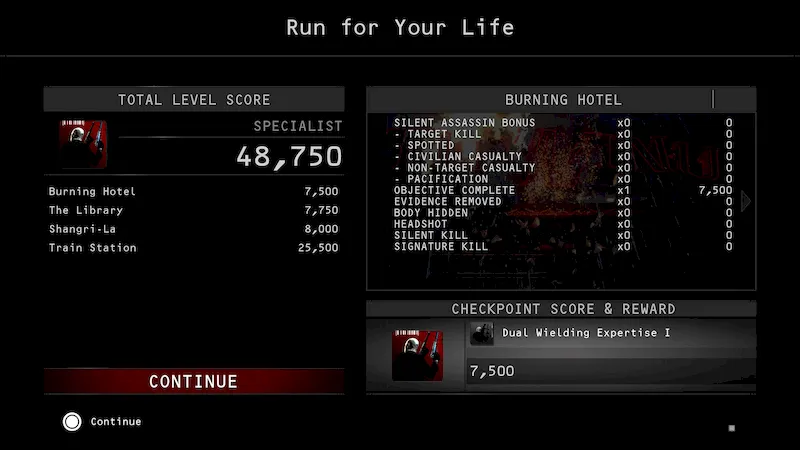 Run for Your Life
TOTAL LEVEL SCORE
SPECIALIST
48,750
Burning Hotel 7,500
The Library 7,750
Shangri-La 8,000
Train Station 25,500
CONTINUE
Continue
BURNING HOTEL
SILENT ASSASSIN BONUS x0 0
- TARGET KILL x0 0
- SPOTTED x0 0
- CIVILIAN CASUALTY x0 0
- NON-TARGET CASUALTY x0 0
- PACIFICATION x0 0
OBJECTIVE COMPLETE x1 7,500
EVIDENCE REMOVED x0 0
BODY HIDDEN x0 0
HEADSHOT x0 0
SILENT KILL x0 0
SIGNATURE KILL x0 0
CHECKPOINT SCORE & REWARD
Dual Wielding Expertise I
7,500